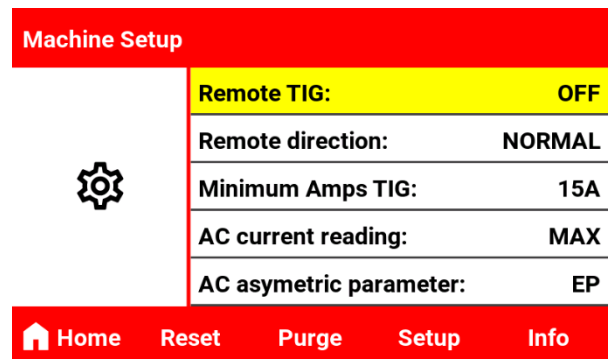 Machine Setup
Remote TIG: OFF
Remote direction: NORMAL
Minimum Amps TIG: 15A
AC current reading: MAX
AC asymetric parameter: EP
Home Reset Purge Setup Info